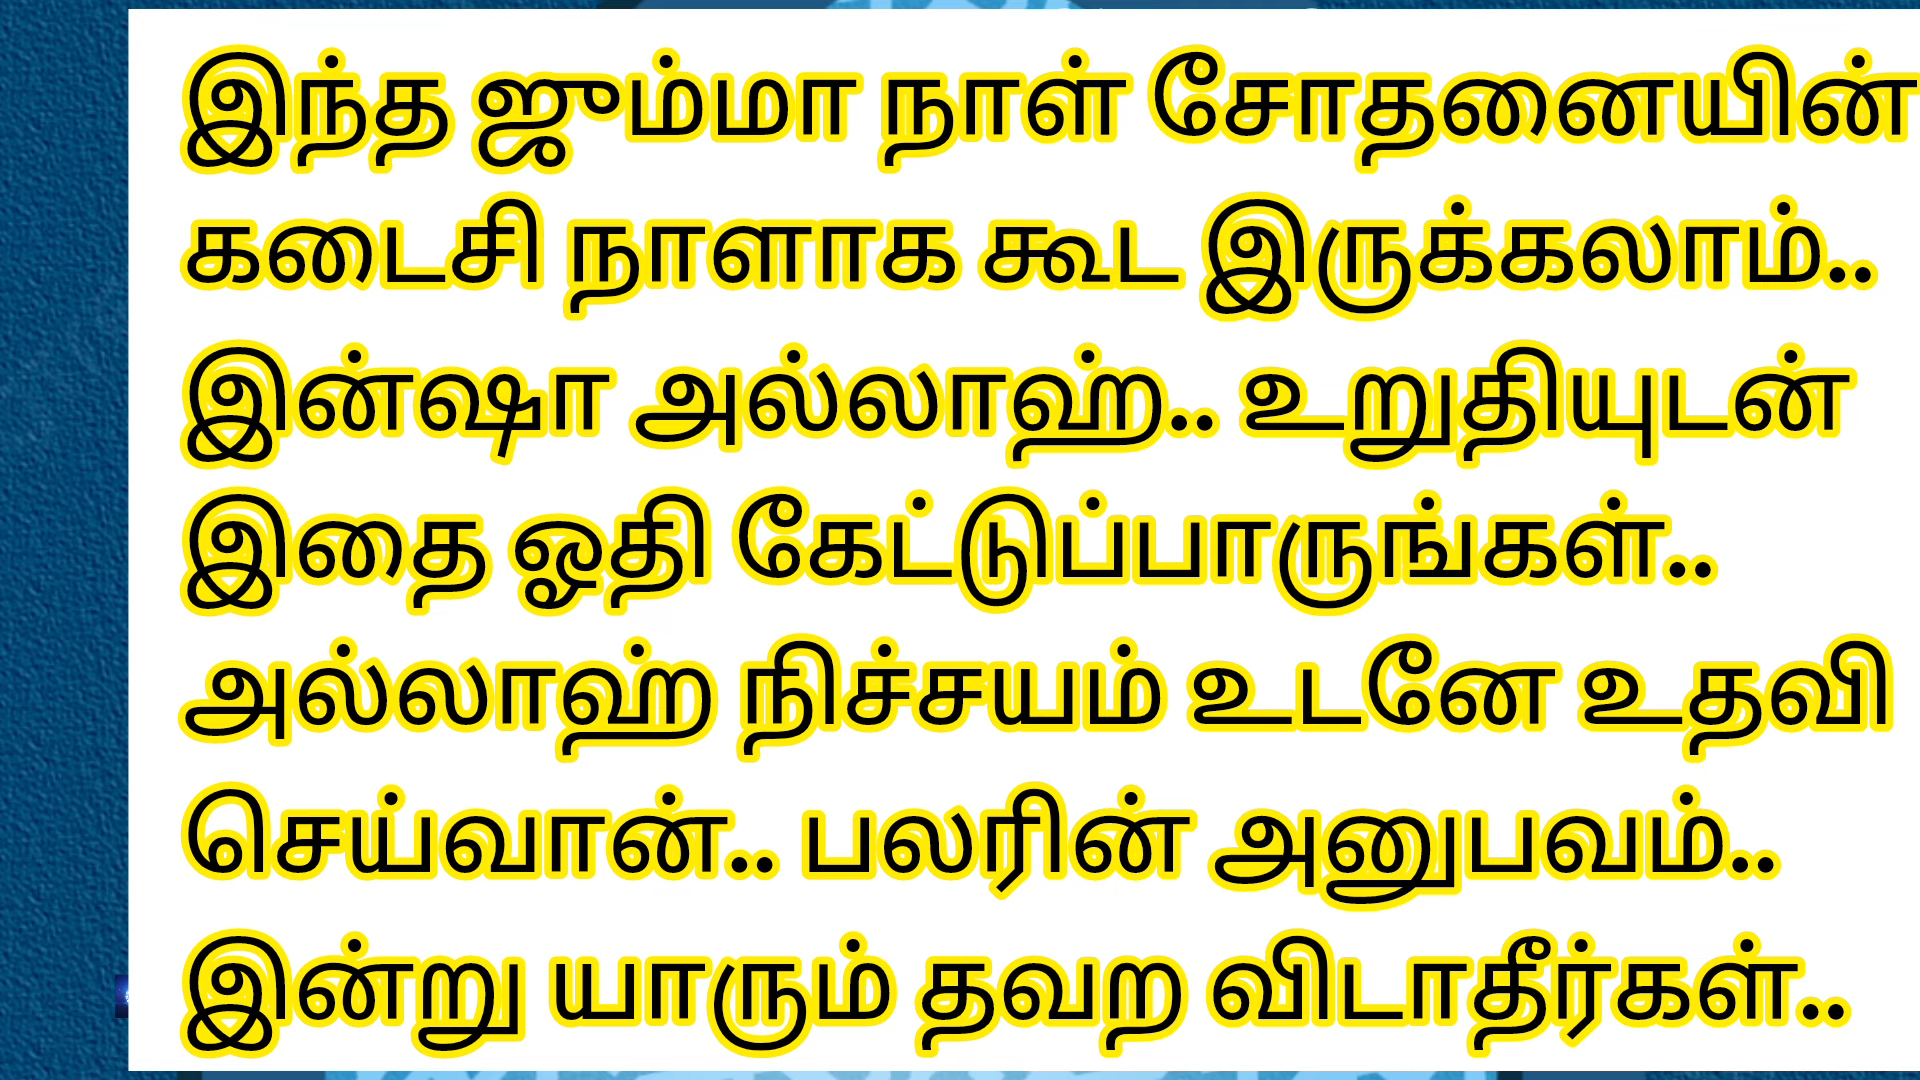 இந்த ஜும்மா நாள் சோதனையின்
கடைசி நாளாக கூட இருக்கலாம்..
இன்ஷா அல்லாஹ்.. உறுதியுடன்
இதை ஓதி கேட்டுப்பாருங்கள்..
அல்லாஹ் நிச்சயம் உடனே உதவி
செய்வான்.. பலரின் அனுபவம்..
இன்று யாரும் தவற விடாதீர்கள்..